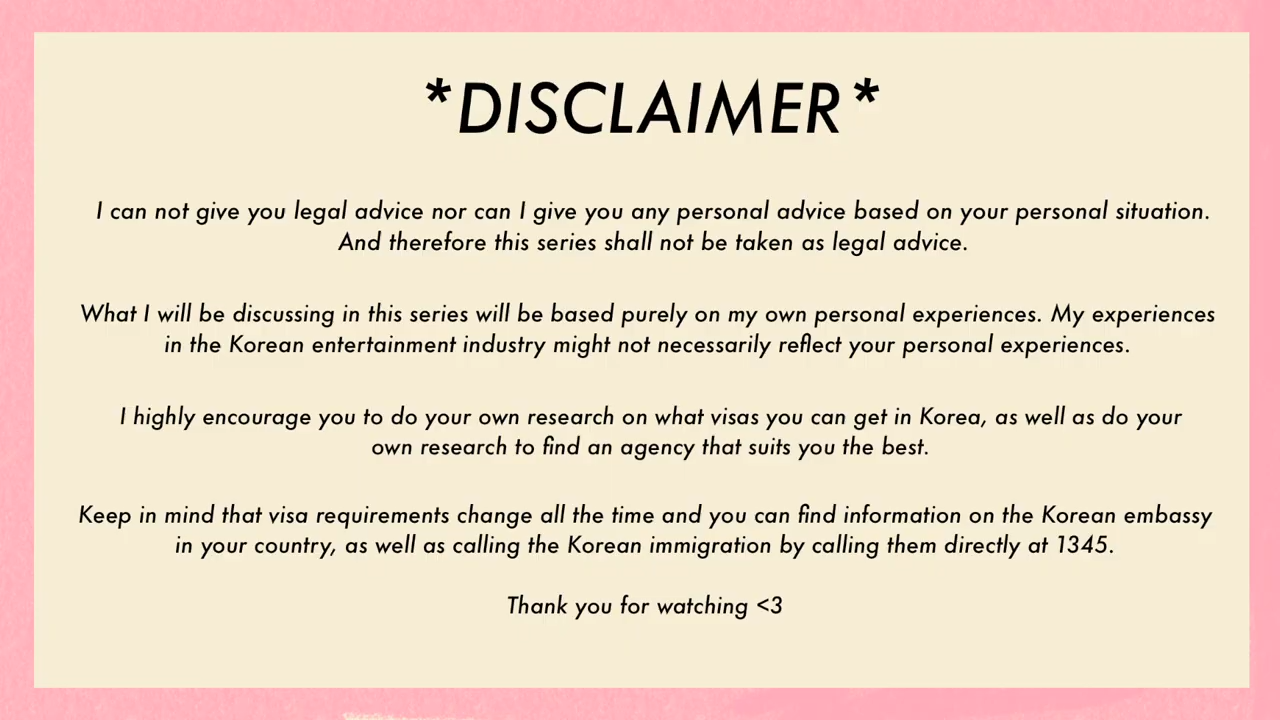 *DISCLAIMER*
I can not give you legal advice nor can I give you any personal advice based on your personal situation.
And therefore this series shall not be taken as legal advice.
What I will be discussing in this series will be based purely on my own personal experiences. My experiences
in the Korean entertainment industry might not necessarily reflect your personal experiences.
I highly encourage you to do your own research on what visas you can get in Korea, as well as do your
own research to find an agency that suits you the best.
Keep in mind that visa requirements change all the time and you can find information on the Korean embassy
in your country, as well as calling the Korean immigration by calling them directly at 1345.
Thank you for watching <3